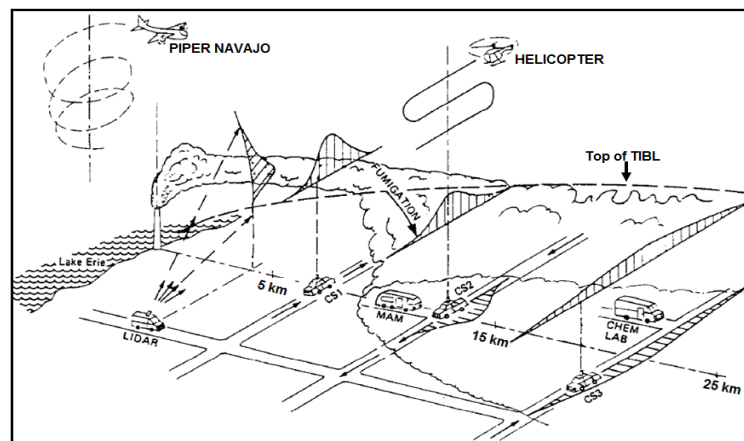 PIPER NAVAJO
HELICOPTER
Top of TIBL
FUMIGATION
Lake Erie
5 km
CS1
MAM
CS2
15 km
LIDAR
CHEM
LAB
25 km
CS3